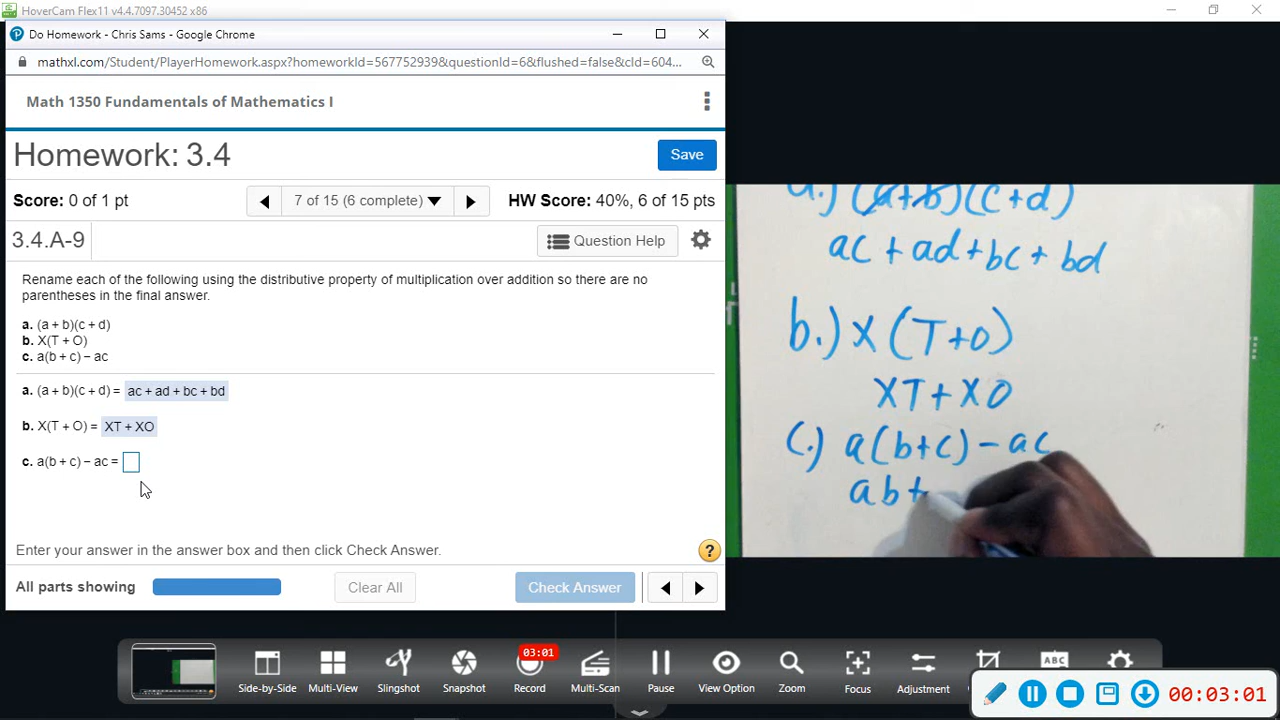 HoverCam Flex11 v4.4.7097.30452 x86
Do Homework - Chris Sams - Google Chrome
mathxl.com/Student/PlayerHomework.aspx?homeworkId=567752939&questionId=6&flushed=false&cId=604...
Math 1350 Fundamentals of Mathematics I
Homework: 3.4
Save
Score: 0 of 1 pt
7 of 15 (6 complete)
HW Score: 40%, 6 of 15 pts
3.4.A-9
Question Help
Rename each of the following using the distributive property of multiplication over addition so there are no
parentheses in the final answer.
a. (a + b)(c + d)
b. X(T + O)
c. a(b + c) − ac
a. (a + b)(c + d) = ac + ad + bc + bd
b. X(T + O) = XT + XO
c. a(b + c) − ac =
Enter your answer in the answer box and then click Check Answer.
?
All parts showing
Clear All
Check Answer
a.) (a+b)(c+d)
ac + ad + bc + bd
b.) X (T+O)
XT + XO
C.) a(b+c) − ac
ab+
Side-by-Side
Multi-View
Slingshot
Snapshot
03:01
Record
Multi-Scan
Pause
View Option
Zoom
Focus
Adjustment
ABC
00:03:01